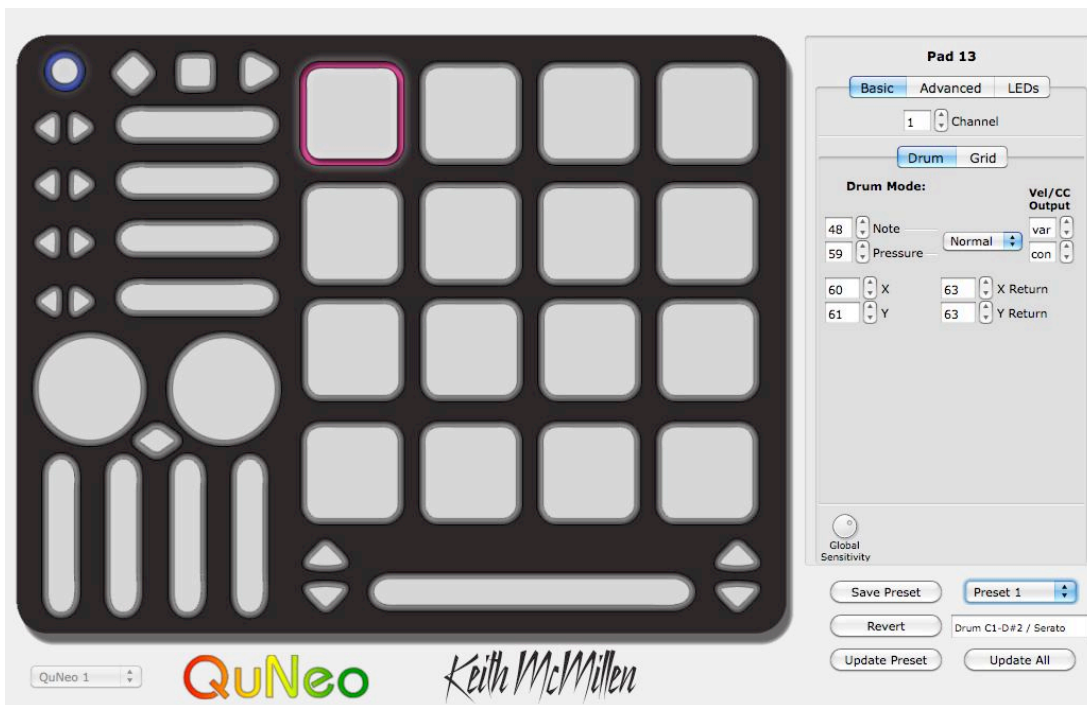 Pad 13
Basic Advanced LEDs
1 Channel
Drum Grid
Drum Mode:
Vel/CC
Output
48 Note
Normal
var
59 Pressure
con
60 X 63 X Return
61 Y 63 Y Return
Global
Sensitivity
Save Preset Preset 1
Revert Drum C1-D#2 / Serato
Update Preset Update All
QuNeo 1
QuNeo
Keith McMillen